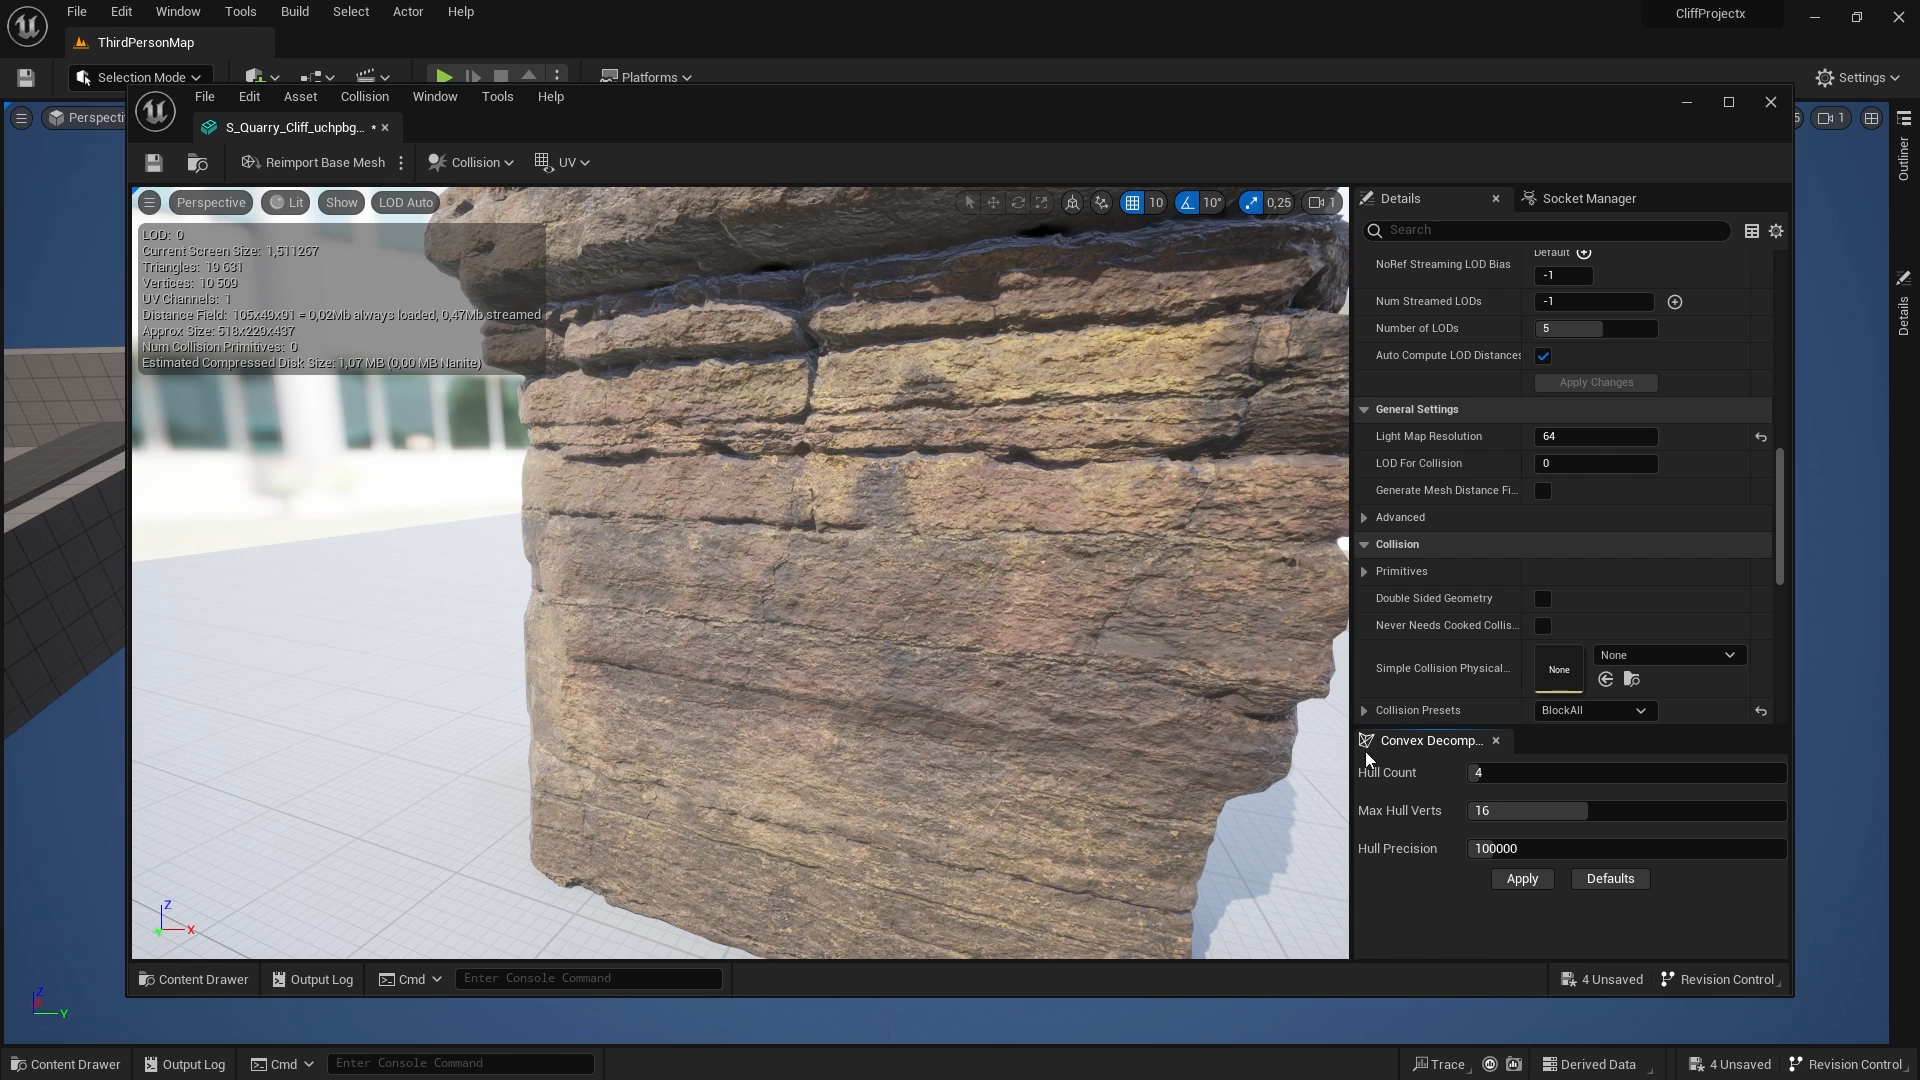 File Edit Window Tools Build Select Actor Help
CliffProjectx
ThirdPersonMap
Selection Mode
Platforms
Settings
Perspecti
File Edit Asset Collision Window Tools Help
S_Quarry_Cliff_uchpbg... *
Reimport Base Mesh
Collision
UV
Perspective Lit Show LOD Auto
10 10° 0,25 1
5 1
LOD: 0
Current Screen Size: 1,511267
Triangles: 19 631
Vertices: 10 509
UV Channels: 1
Distance Field: 105x49x91 = 0,02Mb always loaded, 0,47Mb streamed
Approx Size: 518x229x437
Num Collision Primitives: 0
Estimated Compressed Disk Size: 1,07 MB (0,00 MB Nanite)
Details
Socket Manager
Search
Default
NoRef Streaming LOD Bias
-1
Num Streamed LODs -1
Number of LODs 5
Auto Compute LOD Distances
Apply Changes
General Settings
Light Map Resolution 64
LOD For Collision 0
Generate Mesh Distance Fi...
Advanced
Collision
Primitives
Double Sided Geometry
Never Needs Cooked Collis...
Simple Collision Physical... None None
Collision Presets BlockAll
Convex Decomp...
Hull Count 4
Max Hull Verts 16
Hull Precision 100000
Apply Defaults
Outliner
Details
Z
X
Z
Y
Content Drawer Output Log Cmd Enter Console Command 4 Unsaved Revision Control
Content Drawer Output Log Cmd Enter Console Command Trace Derived Data 4 Unsaved Revision Control